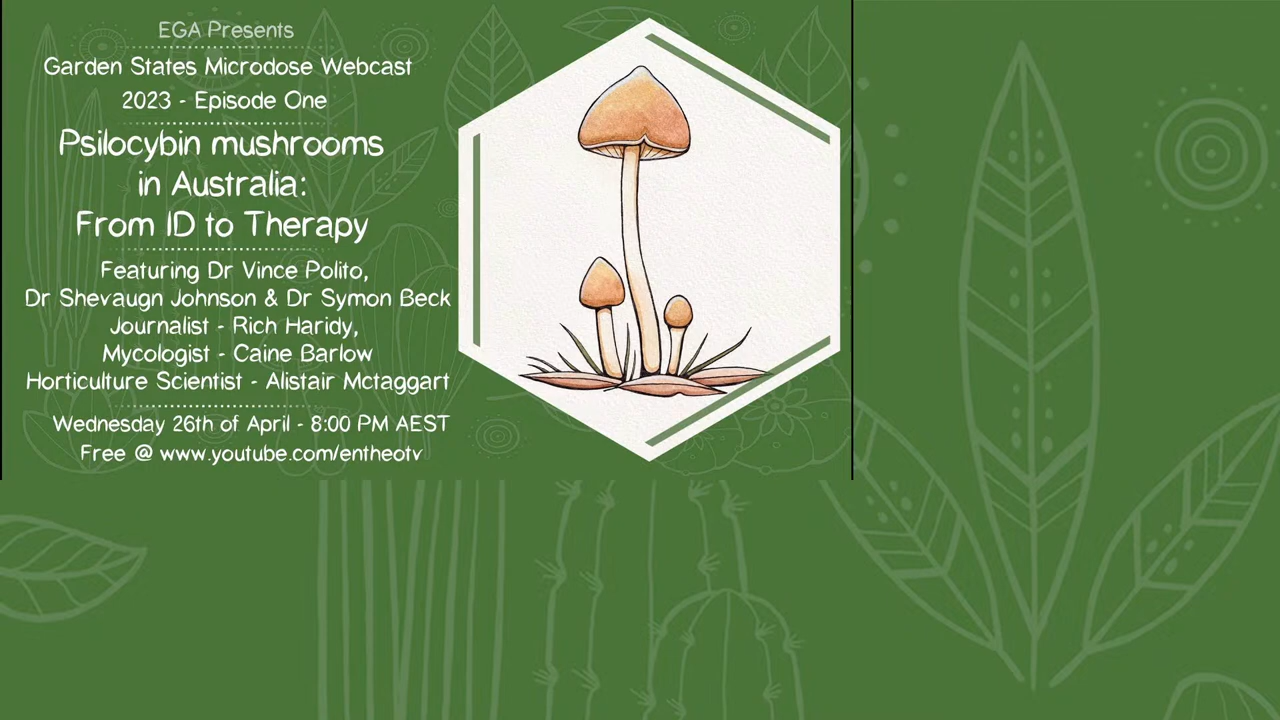 EGA Presents
Garden States Microdose Webcast
2023 - Episode One
Psilocybin mushrooms
in Australia:
From ID to Therapy
Featuring Dr Vince Polito,
Dr Shevaugn Johnson & Dr Symon Beck
Journalist - Rich Haridy,
Mycologist - Caine Barlow
Horticulture Scientist - Alistair Mctaggart
Wednesday 26th of April - 8:00 PM AEST
Free @ www.youtube.com/entheotv